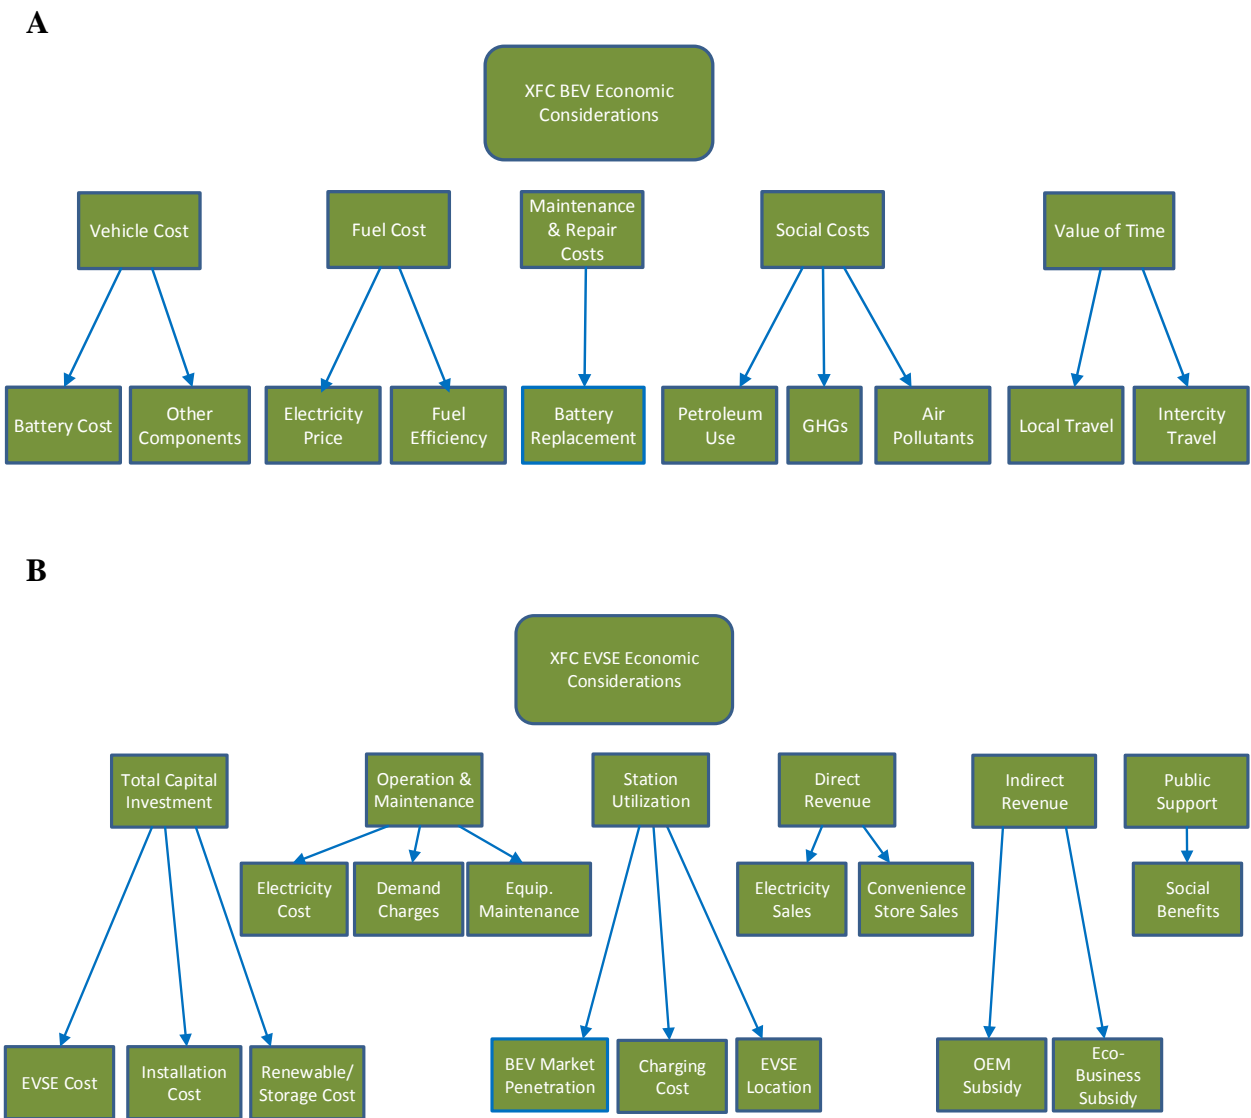 A
XFC BEV Economic
Considerations
Vehicle Cost
Fuel Cost
Maintenance
& Repair
Costs
Social Costs
Value of Time
Battery Cost
Other
Components
Electricity
Price
Fuel
Efficiency
Battery
Replacement
Petroleum
Use
GHGs
Air
Pollutants
Local Travel
Intercity
Travel
B
XFC EVSE Economic
Considerations
Total Capital
Investment
Operation &
Maintenance
Station
Utilization
Direct
Revenue
Indirect
Revenue
Public
Support
Electricity
Cost
Demand
Charges
Equip.
Maintenance
Electricity
Sales
Convenience
Store Sales
Social
Benefits
EVSE Cost
Installation
Cost
Renewable/
Storage Cost
BEV Market
Penetration
Charging
Cost
EVSE
Location
OEM
Subsidy
Eco-
Business
Subsidy